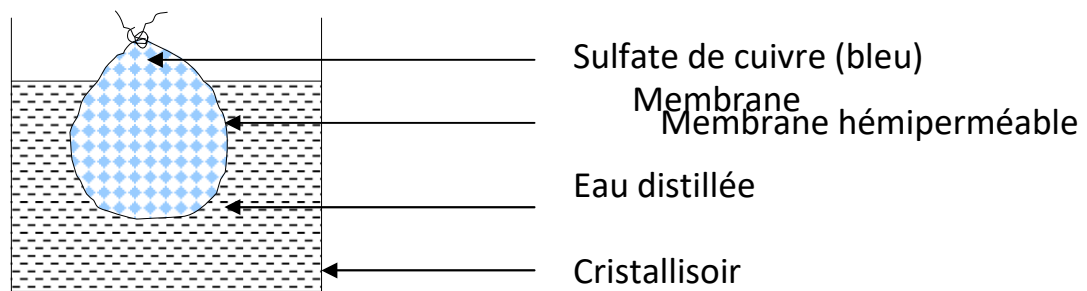 Sulfate de cuivre (bleu)
Membrane
Membrane hémiperméable
Eau distillée
Cristallisoir